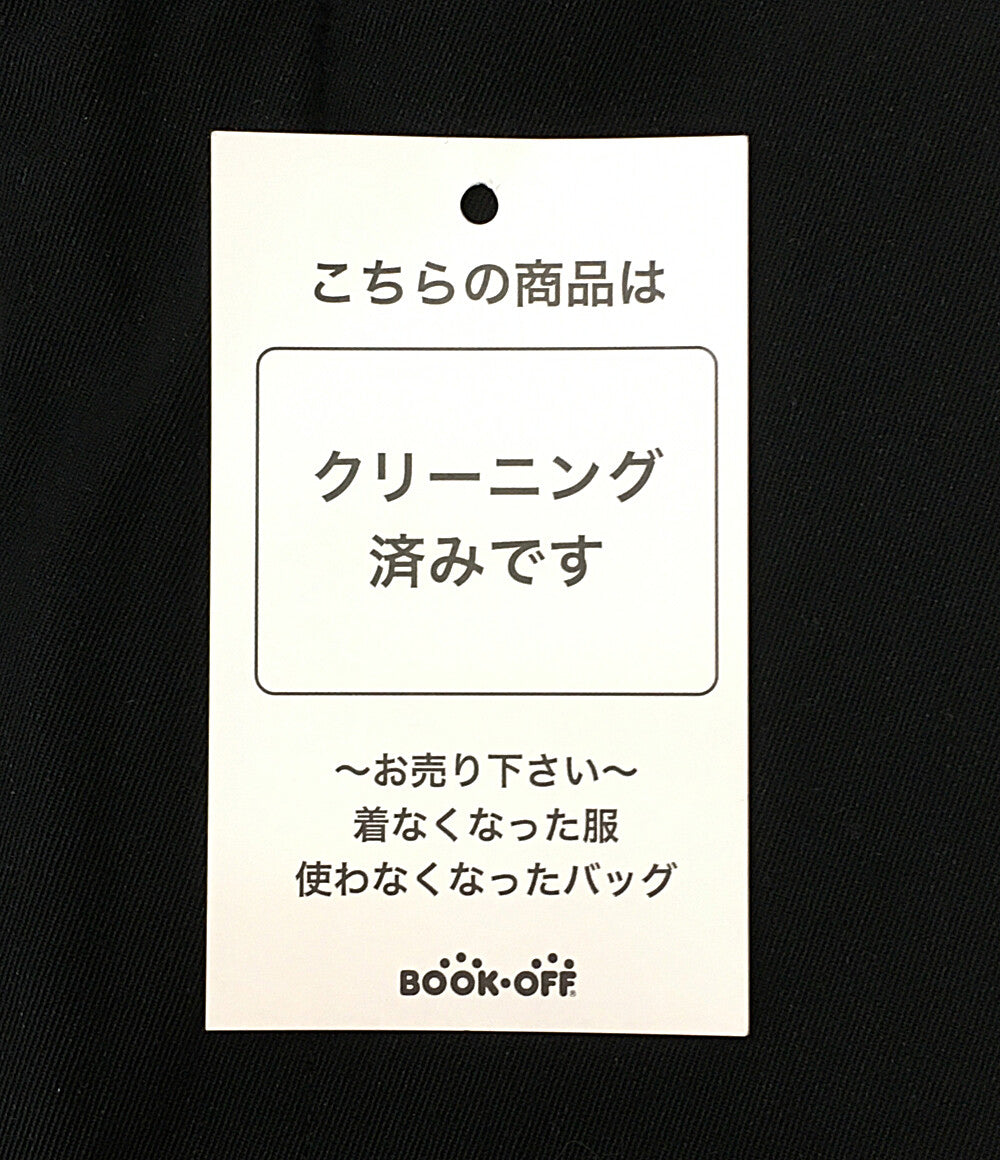 こちらの商品は
クリーニング
済みです
〜お売り下さい〜
着なくなった服
使わなくなったバッグ
BOOK・OFF®